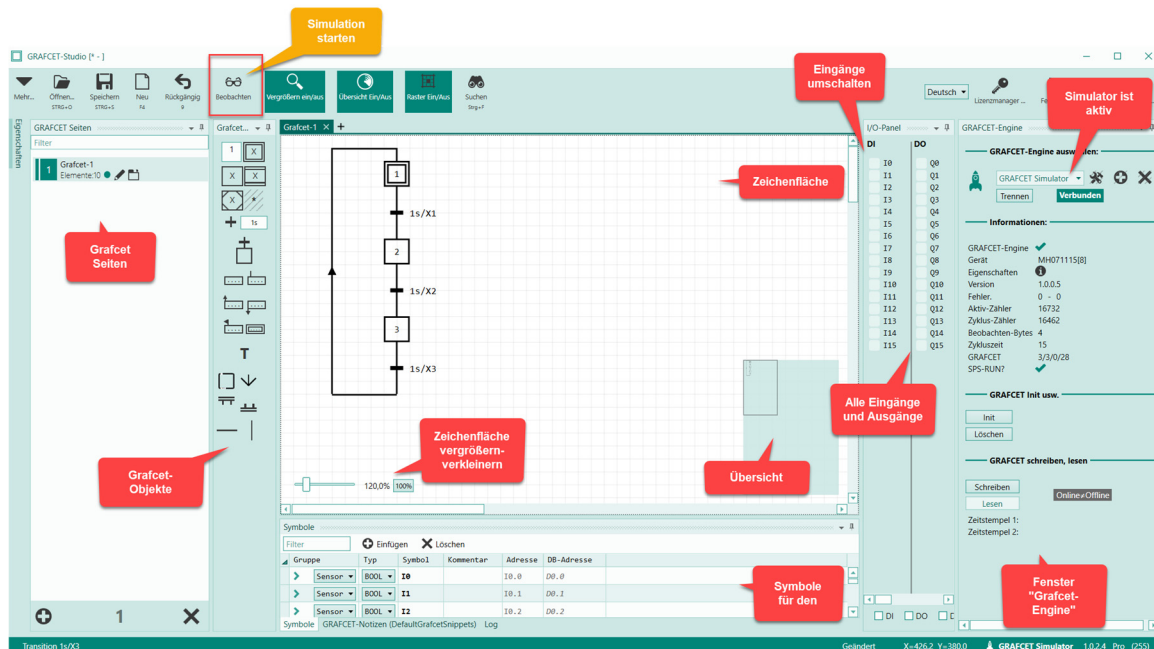 Simulation
starten
GRAFCET-Studio [* - ]
Mehr...
Öffnen...
STRG+O
Speichern
STRG+S
Neu
F4
Rückgängig
Beobachten
Vergrößern ein/aus
Übersicht Ein/Aus
Raster Ein/Aus
Suchen
Strg+F
Eingänge
umschalten
Deutsch
Lizenzmanager ...
Simulator ist
aktiv
Eigenschaften
GRAFCET Seiten
Filter
1
Grafcet-1
Elemente:10
Grafcet
Seiten
1
Grafcet...
X
X
X
*
1s
T
Grafcet-
Objekte
Grafcet-1
1
1s/X1
2
1s/X2
3
1s/X3
Zeichenfläche
Zeichenfläche
vergrößern-
verkleinern
120,0% 100%
Übersicht
I/O-Panel
DI DO
I0 Q0
I1 Q1
I2 Q2
I3 Q3
I4 Q4
I5 Q5
I6 Q6
I7 Q7
I8 Q8
I9 Q9
I10 Q10
I11 Q11
I12 Q12
I13 Q13
I14 Q14
I15 Q15
Alle Eingänge
und Ausgänge
DI DO
GRAFCET-Engine
GRAFCET-Engine auswählen:
GRAFCET Simulator
Trennen Verbunden
Informationen:
GRAFCET-Engine
Gerät MH071115[8]
Eigenschaften
Version 1.0.0.5
Fehler. 0 - 0
Aktiv-Zähler 16732
Zyklus-Zähler 16462
Beobachten-Bytes 4
Zykluszeit 15
GRAFCET 3/3/0/28
SPS-RUN?
GRAFCET Init usw.
Init
Löschen
GRAFCET schreiben, lesen
Schreiben
Lesen
Online≠Offline
Zeitstempel 1:
Zeitstempel 2:
Fenster
"Grafcet-
Engine"
Symbole
Filter Einfügen Löschen
Gruppe Typ Symbol Kommentar Adresse DB-Adresse
Sensor BOOL I0 I0.0 D0.0
Sensor BOOL I1 I0.1 D0.1
Sensor BOOL I2 I0.2 D0.2
Symbole
für den
Symbole GRAFCET-Notizen (DefaultGrafcetSnippets) Log
Transition 1s/X3
Geändert X=426.2 Y=380.0 GRAFCET Simulator 1.0.2.4 Pro (255)